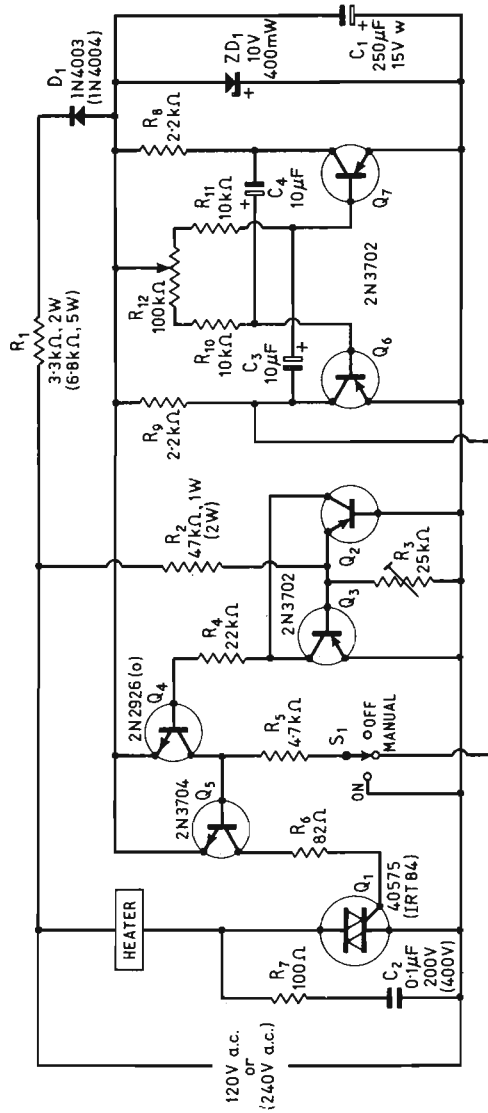 120V a.c.
or
(240V a.c.)
HEATER
R7
100Ω
C2
0·1μF
200V
(400V)
Q1
40575
(IRT84)
R6
82Ω
2N3704
Q5
2N2926(o)
Q4
R5
4·7kΩ
S1
ON
OFF
MANUAL
R4
22kΩ
2N3702
Q3
Q2
R3
25kΩ
R2
47kΩ, 1W
(2W)
R1
3·3kΩ, 2W
(6·8kΩ, 5W)
R9
2·2kΩ
R12
100kΩ
R10
10kΩ
R11
10kΩ
C3
10μF
+
C4
10μF
+
Q6
2N3702
Q7
R8
2·2kΩ
D1
1N4003
(1N4004)
ZD1
10V
400mW
+
C1
250μF
15V w
+